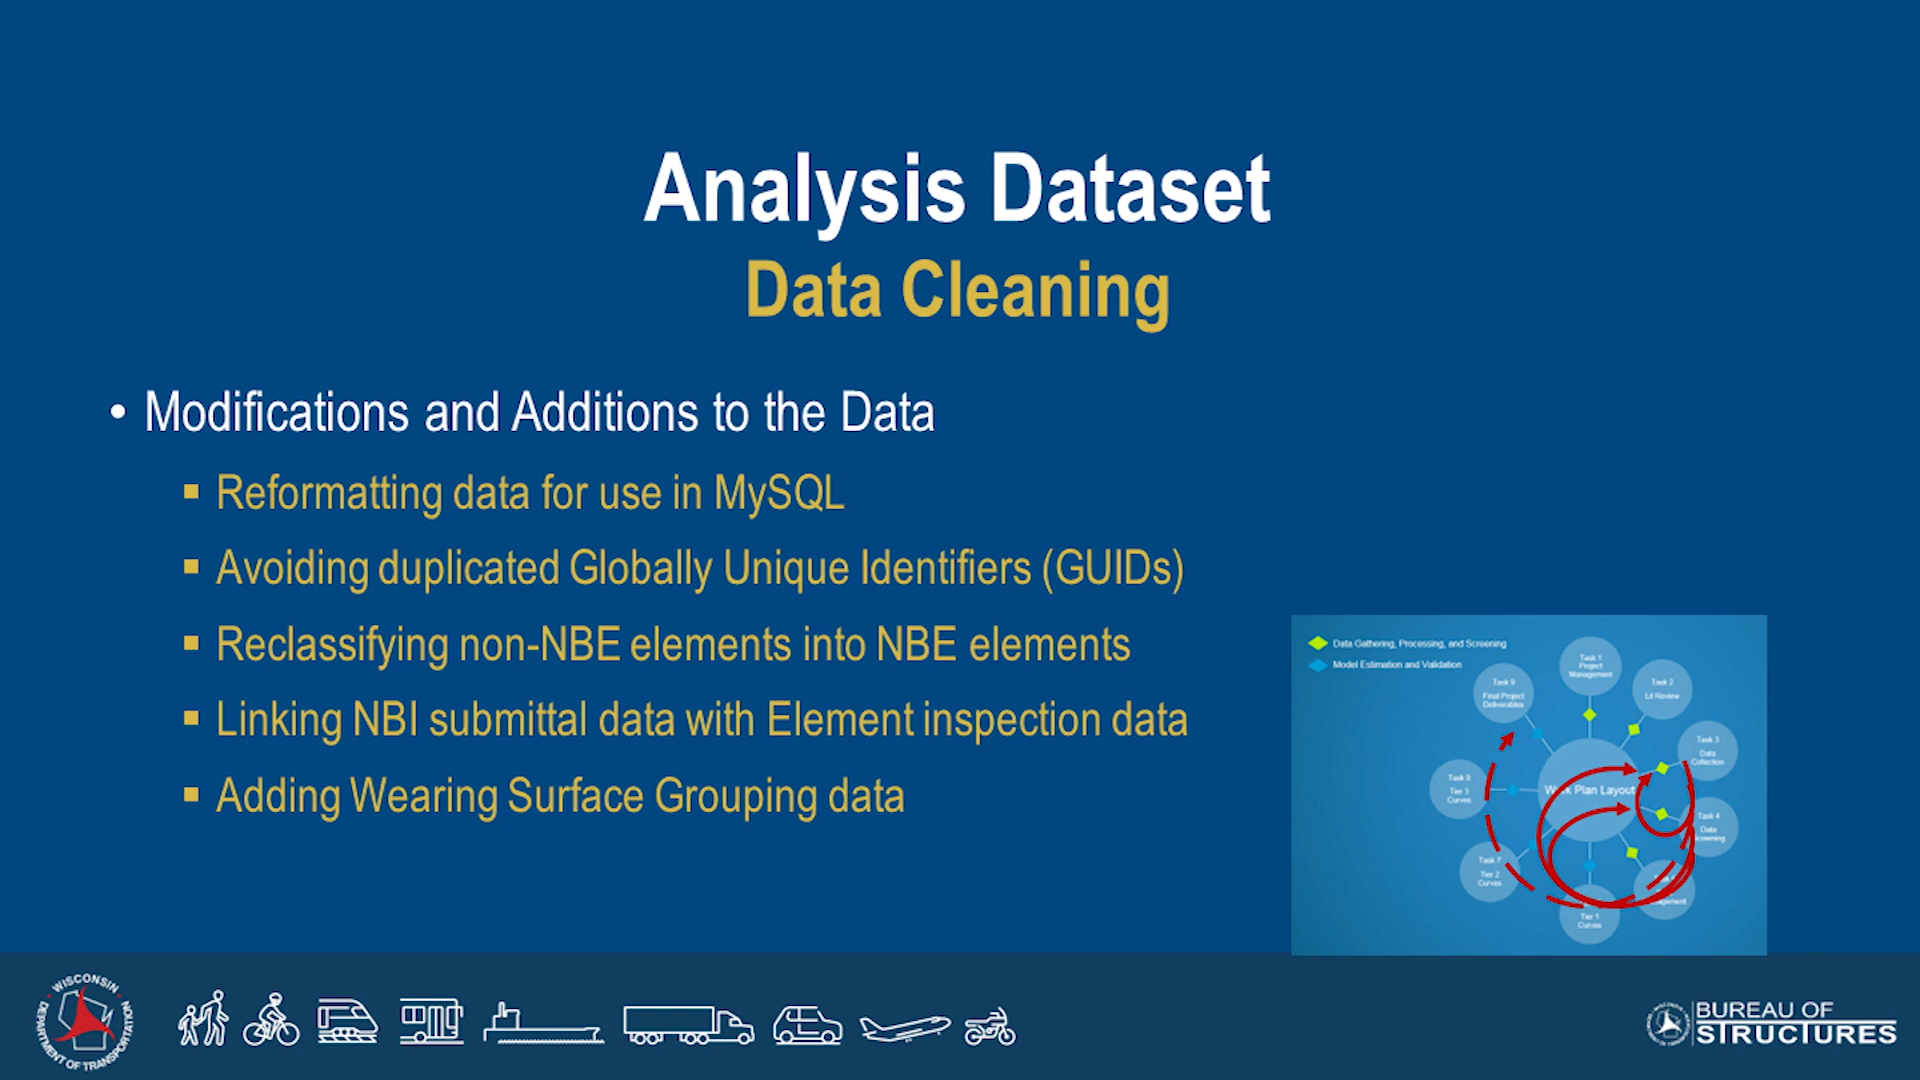 Analysis Dataset
Data Cleaning
• Modifications and Additions to the Data
▪ Reformatting data for use in MySQL
▪ Avoiding duplicated Globally Unique Identifiers (GUIDs)
▪ Reclassifying non-NBE elements into NBE elements
▪ Linking NBI submittal data with Element inspection data
▪ Adding Wearing Surface Grouping data
Data Gathering, Processing, and Screening
Model Estimation and Validation
Task 1
Project
Management
Task 2
Lit Review
Task 3
Data
Collection
Task 4
Data
Task 9
Final Project
Deliverables
Task 8
Tier 3
Curves
Plan Layout
Task 7
Tier 2
Curves
Tier 1
Curves
WISCONSIN
DEPARTMENT OF TRANSPORTATION
BUREAU OF
STRUCTURES